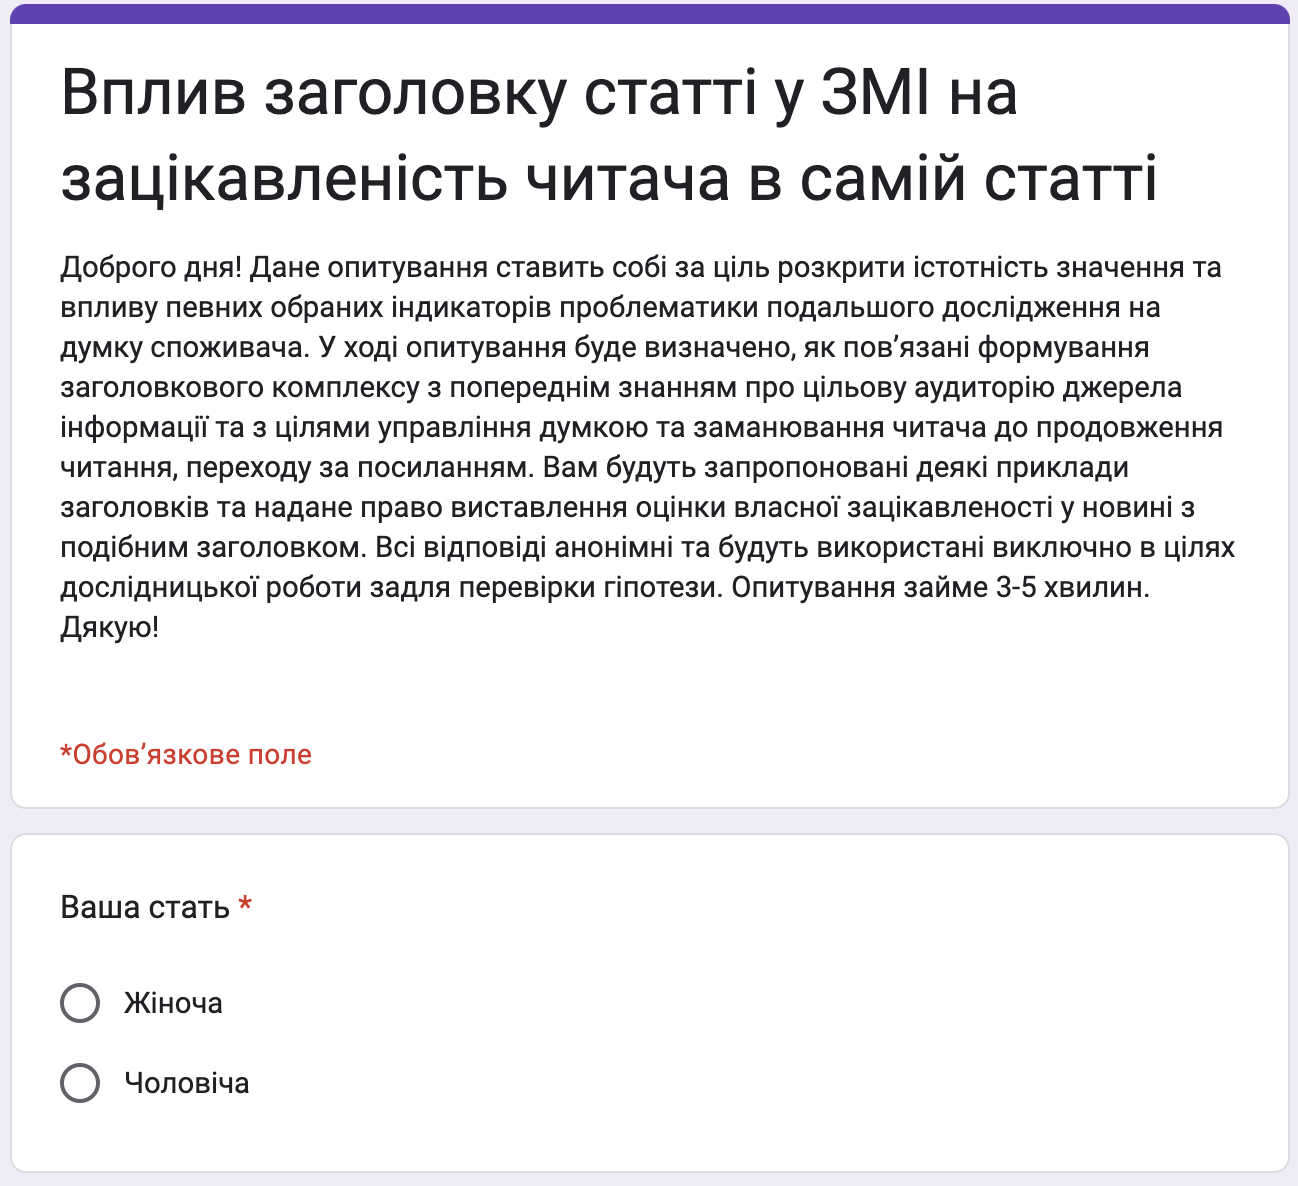 Вплив заголовку статті у ЗМІ на
зацікавленість читача в самій статті
Доброго дня! Дане опитування ставить собі за ціль розкрити істотність значення та
впливу певних обраних індикаторів проблематики подальшого дослідження на
думку споживача. У ході опитування буде визначено, як пов’язані формування
заголовкового комплексу з попереднім знанням про цільову аудиторію джерела
інформації та з цілями управління думкою та заманювання читача до продовження
читання, переходу за посиланням. Вам будуть запропоновані деякі приклади
заголовків та надане право виставлення оцінки власної зацікавленості у новині з
подібним заголовком. Всі відповіді анонімні та будуть використані виключно в цілях
дослідницької роботи задля перевірки гіпотези. Опитування займе 3-5 хвилин.
Дякую!
*Обов’язкове поле
Ваша стать *
Жіноча
Чоловіча